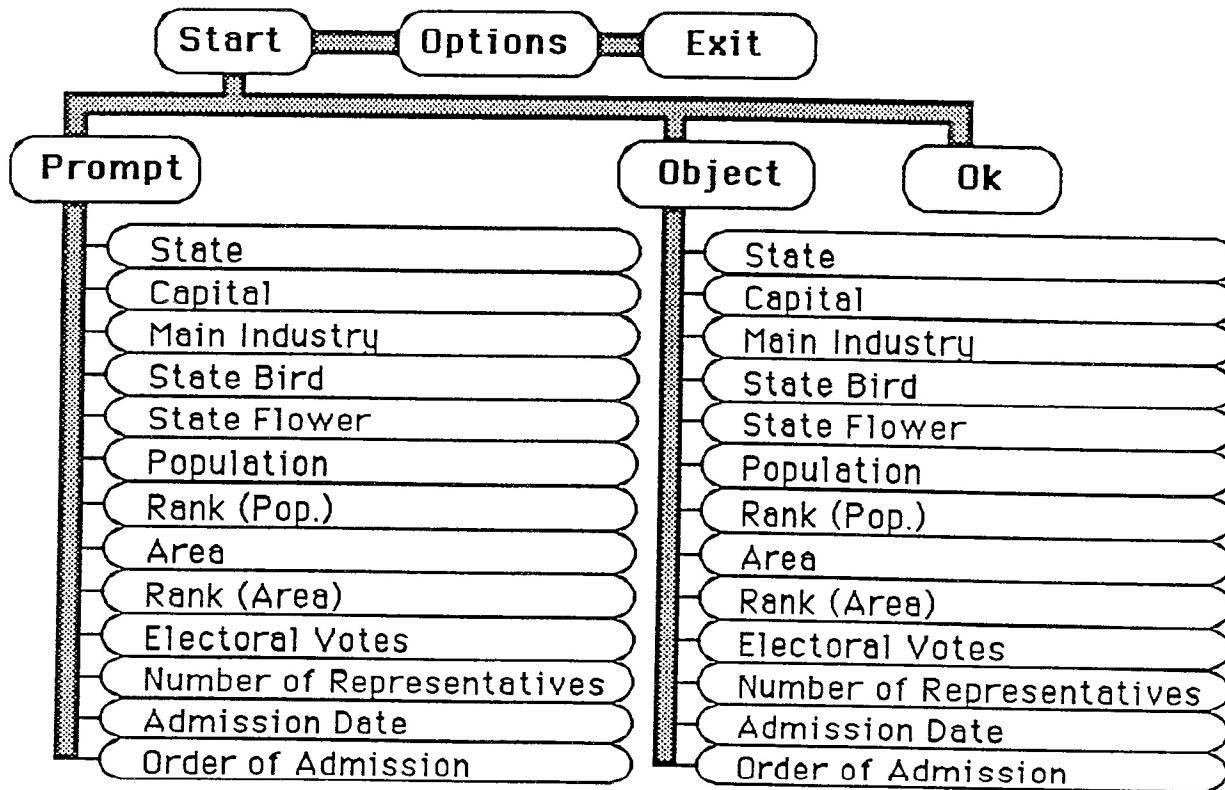 Start Options Exit
Prompt Object Ok
State
Capital
Main Industry
State Bird
State Flower
Population
Rank (Pop.)
Area
Rank (Area)
Electoral Votes
Number of Representatives
Admission Date
Order of Admission
State
Capital
Main Industry
State Bird
State Flower
Population
Rank (Pop.)
Area
Rank (Area)
Electoral Votes
Number of Representatives
Admission Date
Order of Admission